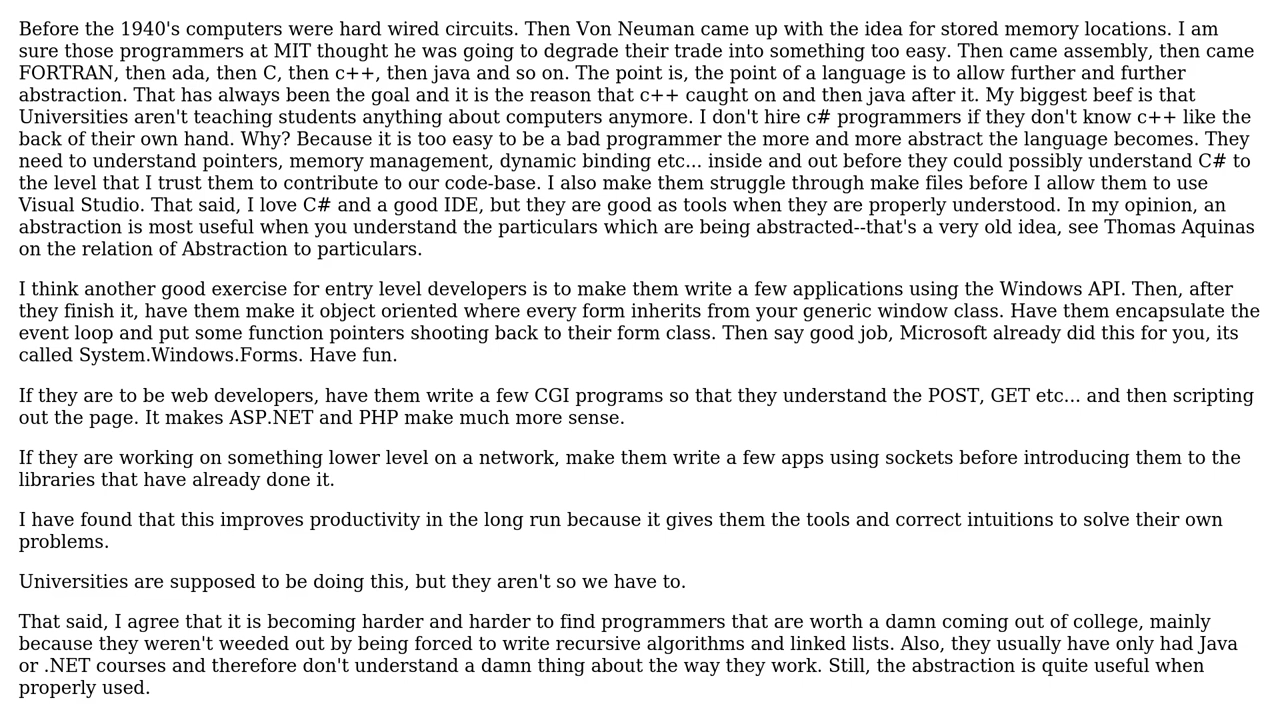 Before the 1940's computers were hard wired circuits. Then Von Neuman came up with the idea for stored memory locations. I am
sure those programmers at MIT thought he was going to degrade their trade into something too easy. Then came assembly, then came
FORTRAN, then ada, then C, then c++, then java and so on. The point is, the point of a language is to allow further and further
abstraction. That has always been the goal and it is the reason that c++ caught on and then java after it. My biggest beef is that
Universities aren't teaching students anything about computers anymore. I don't hire c# programmers if they don't know c++ like the
back of their own hand. Why? Because it is too easy to be a bad programmer the more and more abstract the language becomes. They
need to understand pointers, memory management, dynamic binding etc... inside and out before they could possibly understand C# to
the level that I trust them to contribute to our code-base. I also make them struggle through make files before I allow them to use
Visual Studio. That said, I love C# and a good IDE, but they are good as tools when they are properly understood. In my opinion, an
abstraction is most useful when you understand the particulars which are being abstracted--that's a very old idea, see Thomas Aquinas
on the relation of Abstraction to particulars.
I think another good exercise for entry level developers is to make them write a few applications using the Windows API. Then, after
they finish it, have them make it object oriented where every form inherits from your generic window class. Have them encapsulate the
event loop and put some function pointers shooting back to their form class. Then say good job, Microsoft already did this for you, its
called System.Windows.Forms. Have fun.
If they are to be web developers, have them write a few CGI programs so that they understand the POST, GET etc... and then scripting
out the page. It makes ASP.NET and PHP make much more sense.
If they are working on something lower level on a network, make them write a few apps using sockets before introducing them to the
libraries that have already done it.
I have found that this improves productivity in the long run because it gives them the tools and correct intuitions to solve their own
problems.
Universities are supposed to be doing this, but they aren't so we have to.
That said, I agree that it is becoming harder and harder to find programmers that are worth a damn coming out of college, mainly
because they weren't weeded out by being forced to write recursive algorithms and linked lists. Also, they usually have only had Java
or .NET courses and therefore don't understand a damn thing about the way they work. Still, the abstraction is quite useful when
properly used.